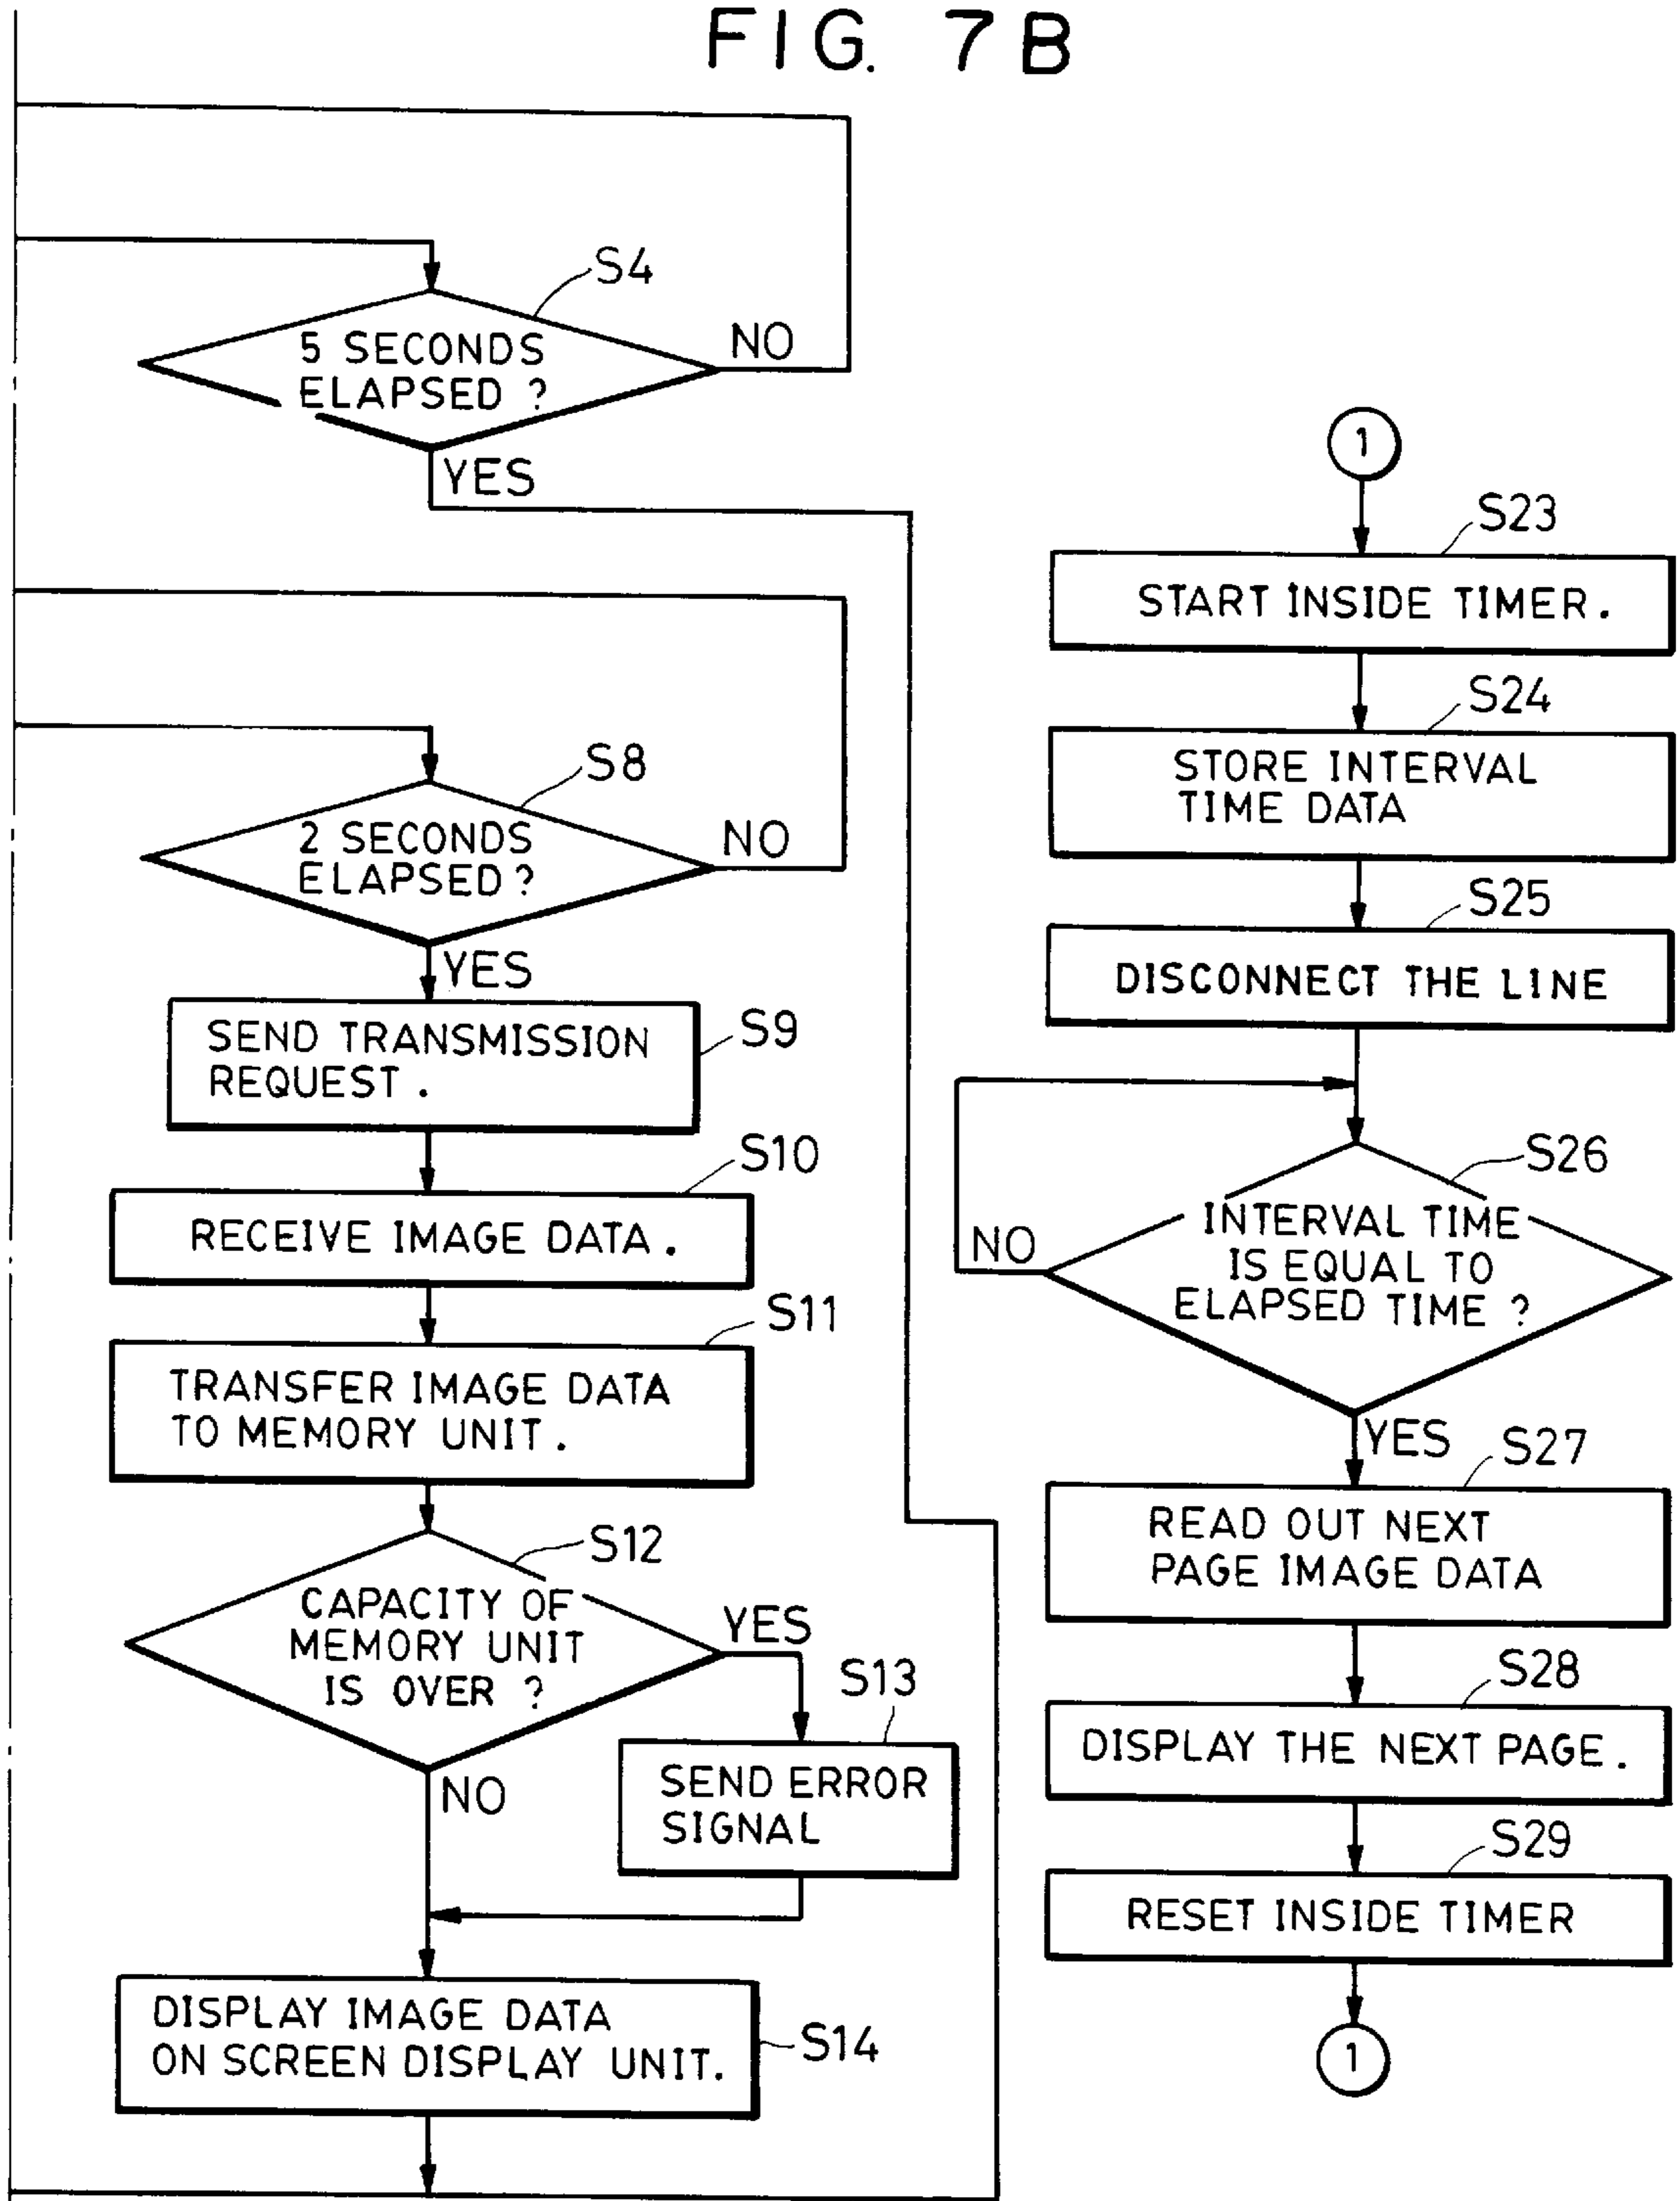 FIG. 7B
S4
5 SECONDS
ELAPSED ?
NO
YES
S8
2 SECONDS
ELAPSED ?
NO
YES
SEND TRANSMISSION
REQUEST .
S9
S10
RECEIVE IMAGE DATA .
S11
TRANSFER IMAGE DATA
TO MEMORY UNIT .
S12
CAPACITY OF
MEMORY UNIT
IS OVER ?
YES
S13
SEND ERROR
SIGNAL
NO
DISPLAY IMAGE DATA
ON SCREEN DISPLAY UNIT.
S14
1
S23
START INSIDE TIMER .
S24
STORE INTERVAL
TIME DATA
S25
DISCONNECT THE LINE
S26
INTERVAL TIME
IS EQUAL TO
ELAPSED TIME ?
NO
YES
S27
READ OUT NEXT
PAGE IMAGE DATA
S28
DISPLAY THE NEXT PAGE .
S29
RESET INSIDE TIMER
1